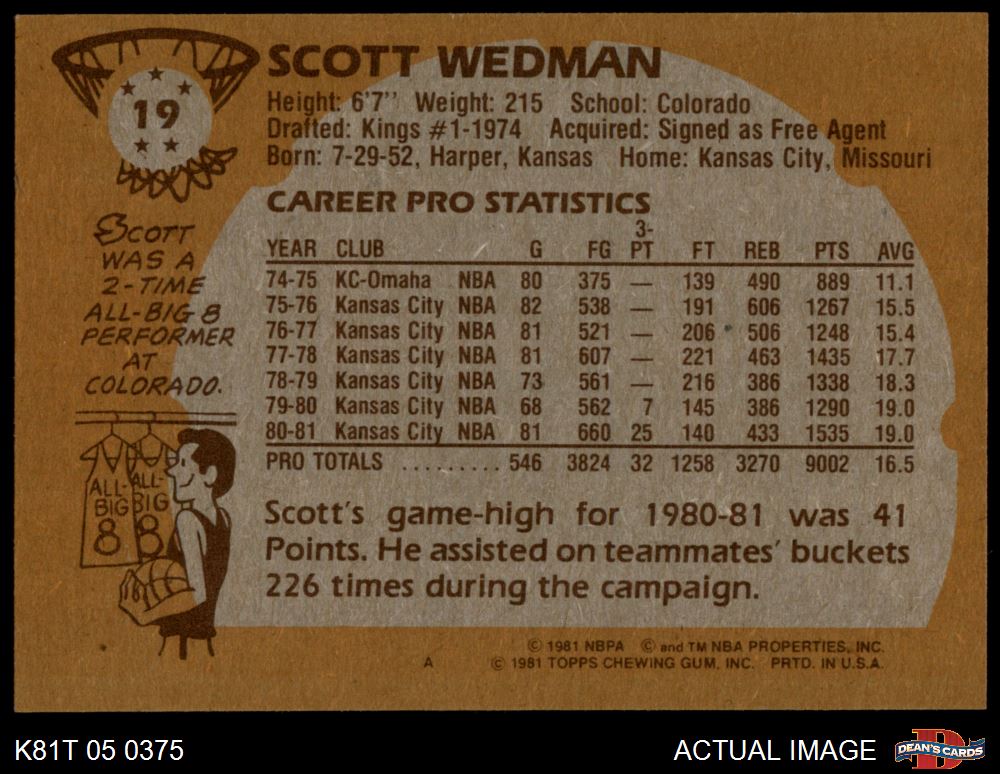 19
SCOTT WEDMAN
Height: 6'7" Weight: 215 School: Colorado
Drafted: Kings #1-1974 Acquired: Signed as Free Agent
Born: 7-29-52, Harper, Kansas Home: Kansas City, Missouri
CAREER PRO STATISTICS
YEAR CLUB G FG 3-PT FT REB PTS AVG
74-75 KC-Omaha NBA 80 375 — 139 490 889 11.1
75-76 Kansas City NBA 82 538 — 191 606 1267 15.5
76-77 Kansas City NBA 81 521 — 206 506 1248 15.4
77-78 Kansas City NBA 81 607 — 221 463 1435 17.7
78-79 Kansas City NBA 73 561 — 216 386 1338 18.3
79-80 Kansas City NBA 68 562 7 145 386 1290 19.0
80-81 Kansas City NBA 81 660 25 140 433 1535 19.0
PRO TOTALS ......... 546 3824 32 1258 3270 9002 16.5
SCOTT
WAS A
2-TIME
ALL-BIG 8
PERFORMER
AT
COLORADO.
ALL-
BIG
8
ALL-
BIG
8
Scott's game-high for 1980-81 was 41
Points. He assisted on teammates' buckets
226 times during the campaign.
© 1981 NBPA © and TM NBA PROPERTIES, INC.
A © 1981 TOPPS CHEWING GUM, INC. PRTD. IN U.S.A.
K81T 05 0375
ACTUAL IMAGE
D
DEAN'S CARDS